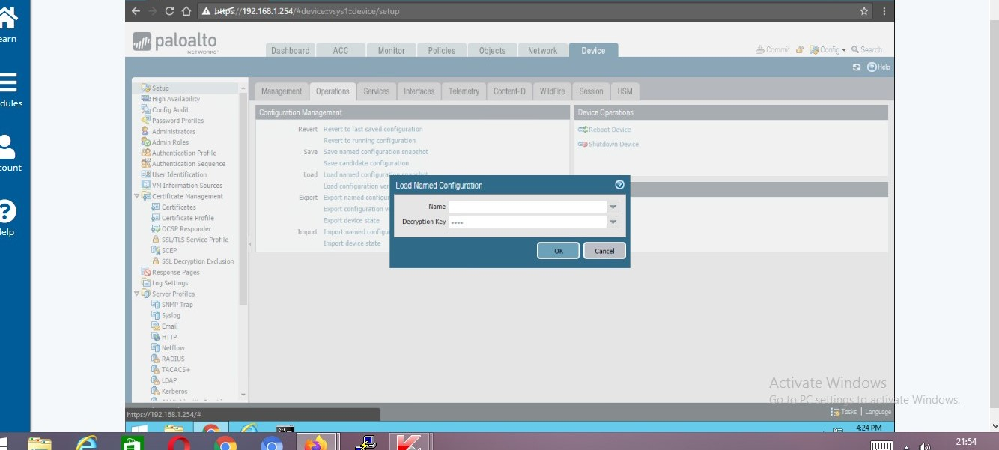 https://192.168.1.254/#device::vsys1::device/setup
paloalto
NETWORKS
Dashboard ACC Monitor Policies Objects Network Device
Commit Config Search
Help
earn
dules
count
elp
Setup
High Availability
Config Audit
Password Profiles
Administrators
Admin Roles
Authentication Profile
Authentication Sequence
User Identification
VM Information Sources
Certificate Management
Certificates
Certificate Profile
OCSP Responder
SSL/TLS Service Profile
SCEP
SSL Decryption Exclusion
Response Pages
Log Settings
Server Profiles
SNMP Trap
Syslog
Email
HTTP
Netflow
RADIUS
TACACS+
LDAP
Kerberos
Management Operations Services Interfaces Telemetry Content-ID WildFire Session HSM
Configuration Management
Revert Revert to last saved configuration
Revert to running configuration
Save Save named configuration snapshot
Save candidate configuration
Load Load named configuration snapshot
Load configuration ver
Export Export named configur
Export configuration ve
Export device state
Import Import named configu
Import device state
Device Operations
Reboot Device
Shutdown Device
Load Named Configuration
Name
Decryption Key ••••
OK Cancel
Activate Windows
Go to PC settings to activate Windows.
https://192.168.1.254/#
Tasks | Language
4:24 PM
21:54